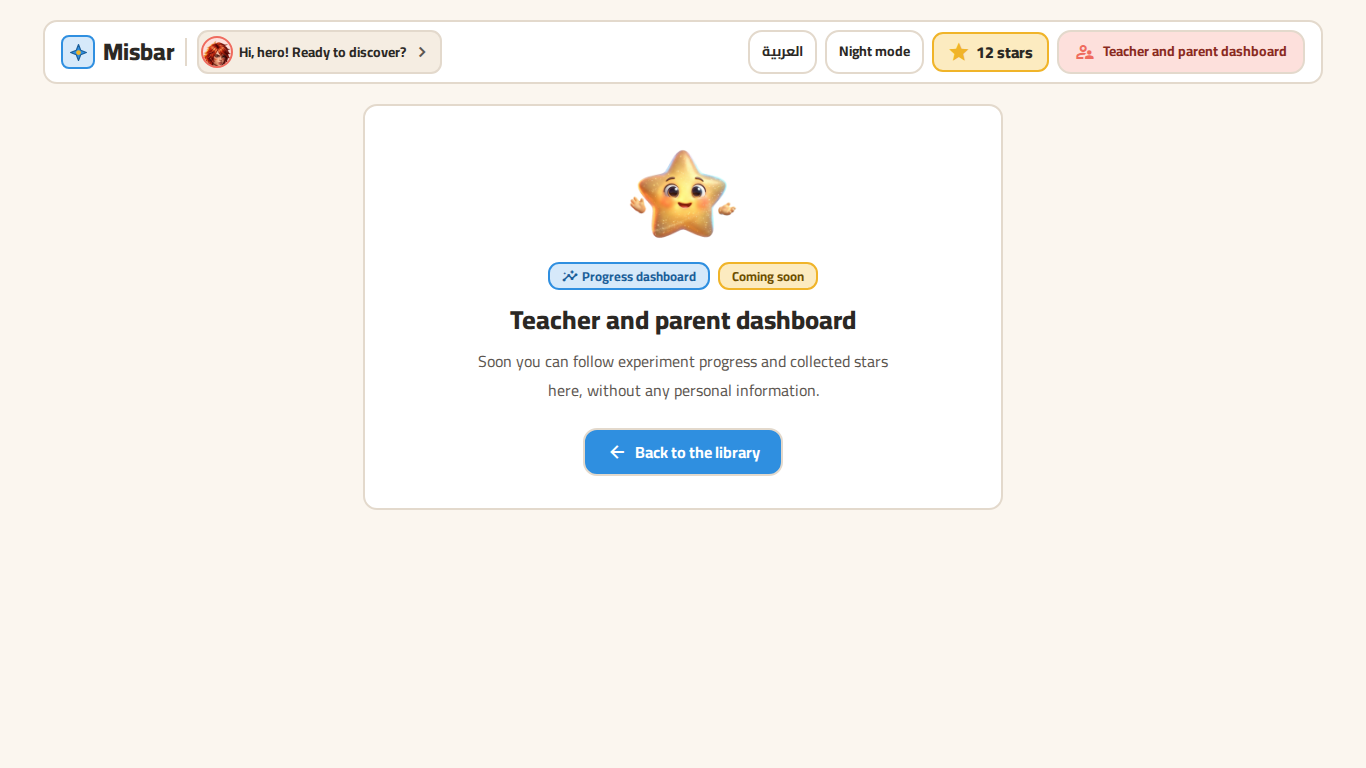 Misbar
Hi, hero! Ready to discover?
العربية
Night mode
12 stars
Teacher and parent dashboard
Progress dashboard
Coming soon
Teacher and parent dashboard
Soon you can follow experiment progress and collected stars
here, without any personal information.
Back to the library